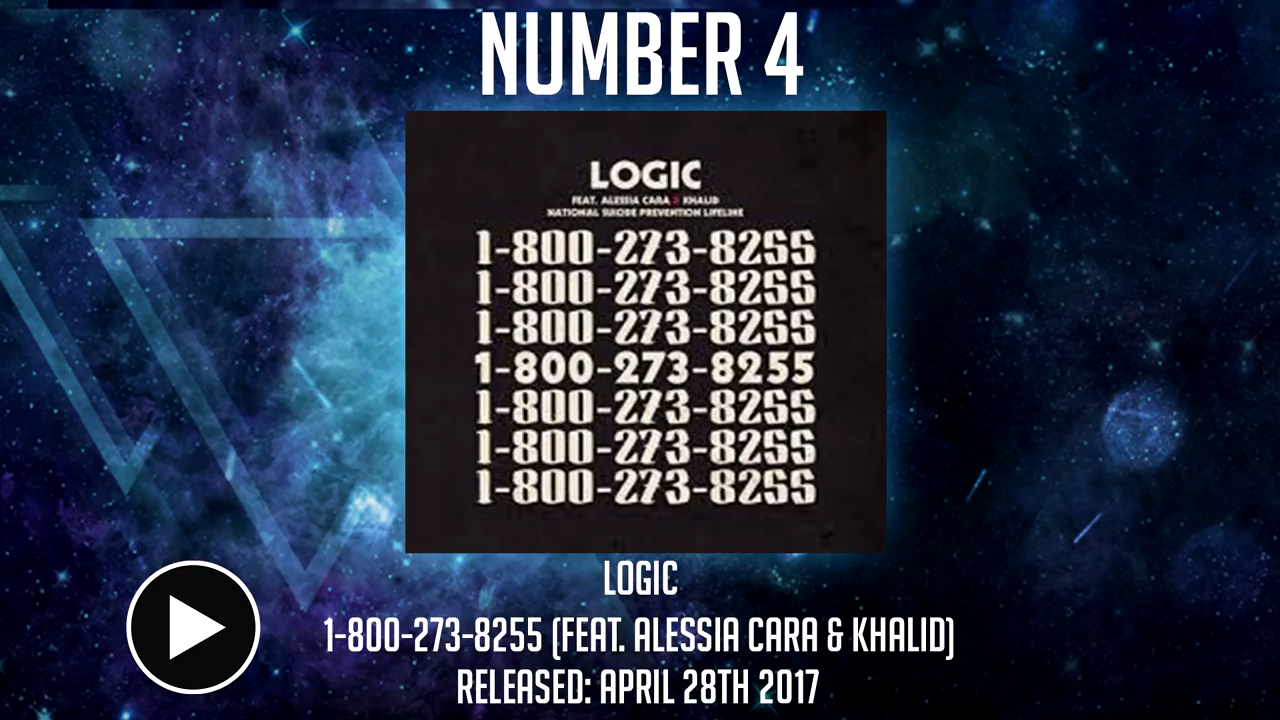 NUMBER 4
LOGIC
FEAT. ALESSIA CARA & KHALID
NATIONAL SUICIDE PREVENTION LIFELINE
1-800-273-8255
1-800-273-8255
1-800-273-8255
1-800-273-8255
1-800-273-8255
1-800-273-8255
1-800-273-8255
LOGIC
1-800-273-8255 (FEAT. ALESSIA CARA & KHALID)
RELEASED: APRIL 28TH 2017